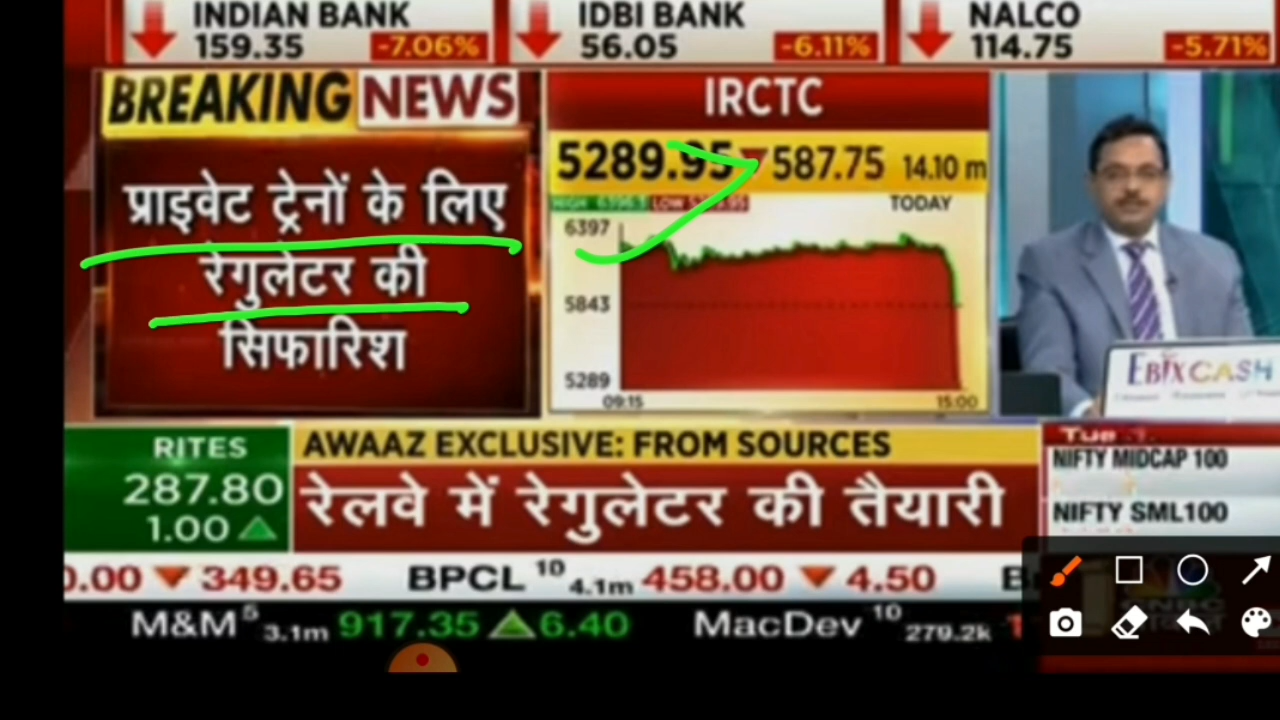 INDIAN BANK
159.35 -7.06%
IDBI BANK
56.05 -6.11%
NALCO
114.75 -5.71%
BREAKING NEWS
प्राइवेट ट्रेनों के लिए
रेगुलेटर की
सिफारिश
IRCTC
5289.95 587.75 14.10 m
TODAY
6397
5843
5289
09:15 15:00
EBIXCASH
RITES
287.80
1.00
AWAAZ EXCLUSIVE: FROM SOURCES
रेलवे में रेगुलेटर की तैयारी
NIFTY MIDCAP 100
NIFTY SML100
0.00 349.65 BPCL 10 4.1m 458.00 4.50
M&M 5 3.1m 917.35 6.40 MacDev 10 279.2k